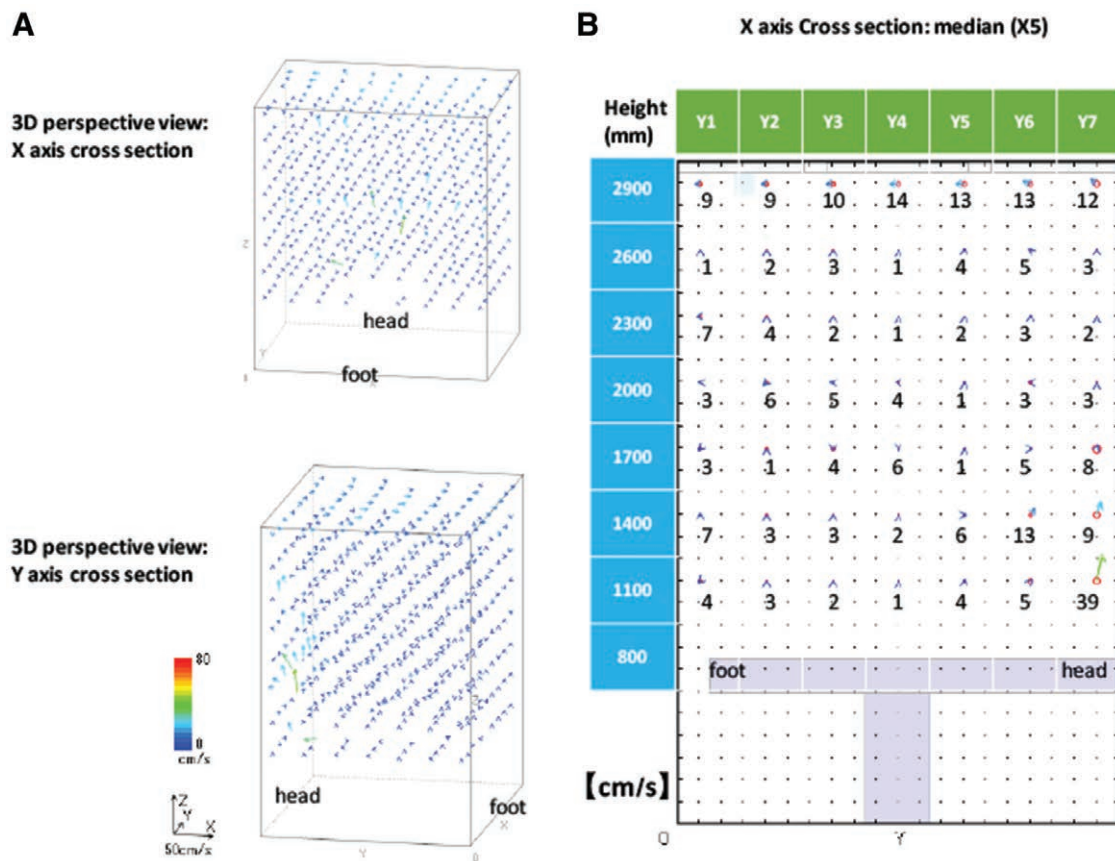 A
3D perspective view:
X axis cross section
Z
Y
head
foot
X
3D perspective view:
Y axis cross section
80
0
cm/s
Z
Y
X
50cm/s
head
foot
X
Y
0
B
X axis Cross section: median (X5)
Height
(mm)
Y1 Y2 Y3 Y4 Y5 Y6 Y7
2900 9 9 10 14 13 13 12
2600 1 2 3 1 4 5 3
2300 7 4 2 1 2 3 2
2000 3 6 5 4 1 3 3
1700 3 1 4 6 1 5 8
1400 7 3 3 2 6 13 9
1100 4 3 2 1 4 5 39
800
foot head
【cm/s】
0 Y